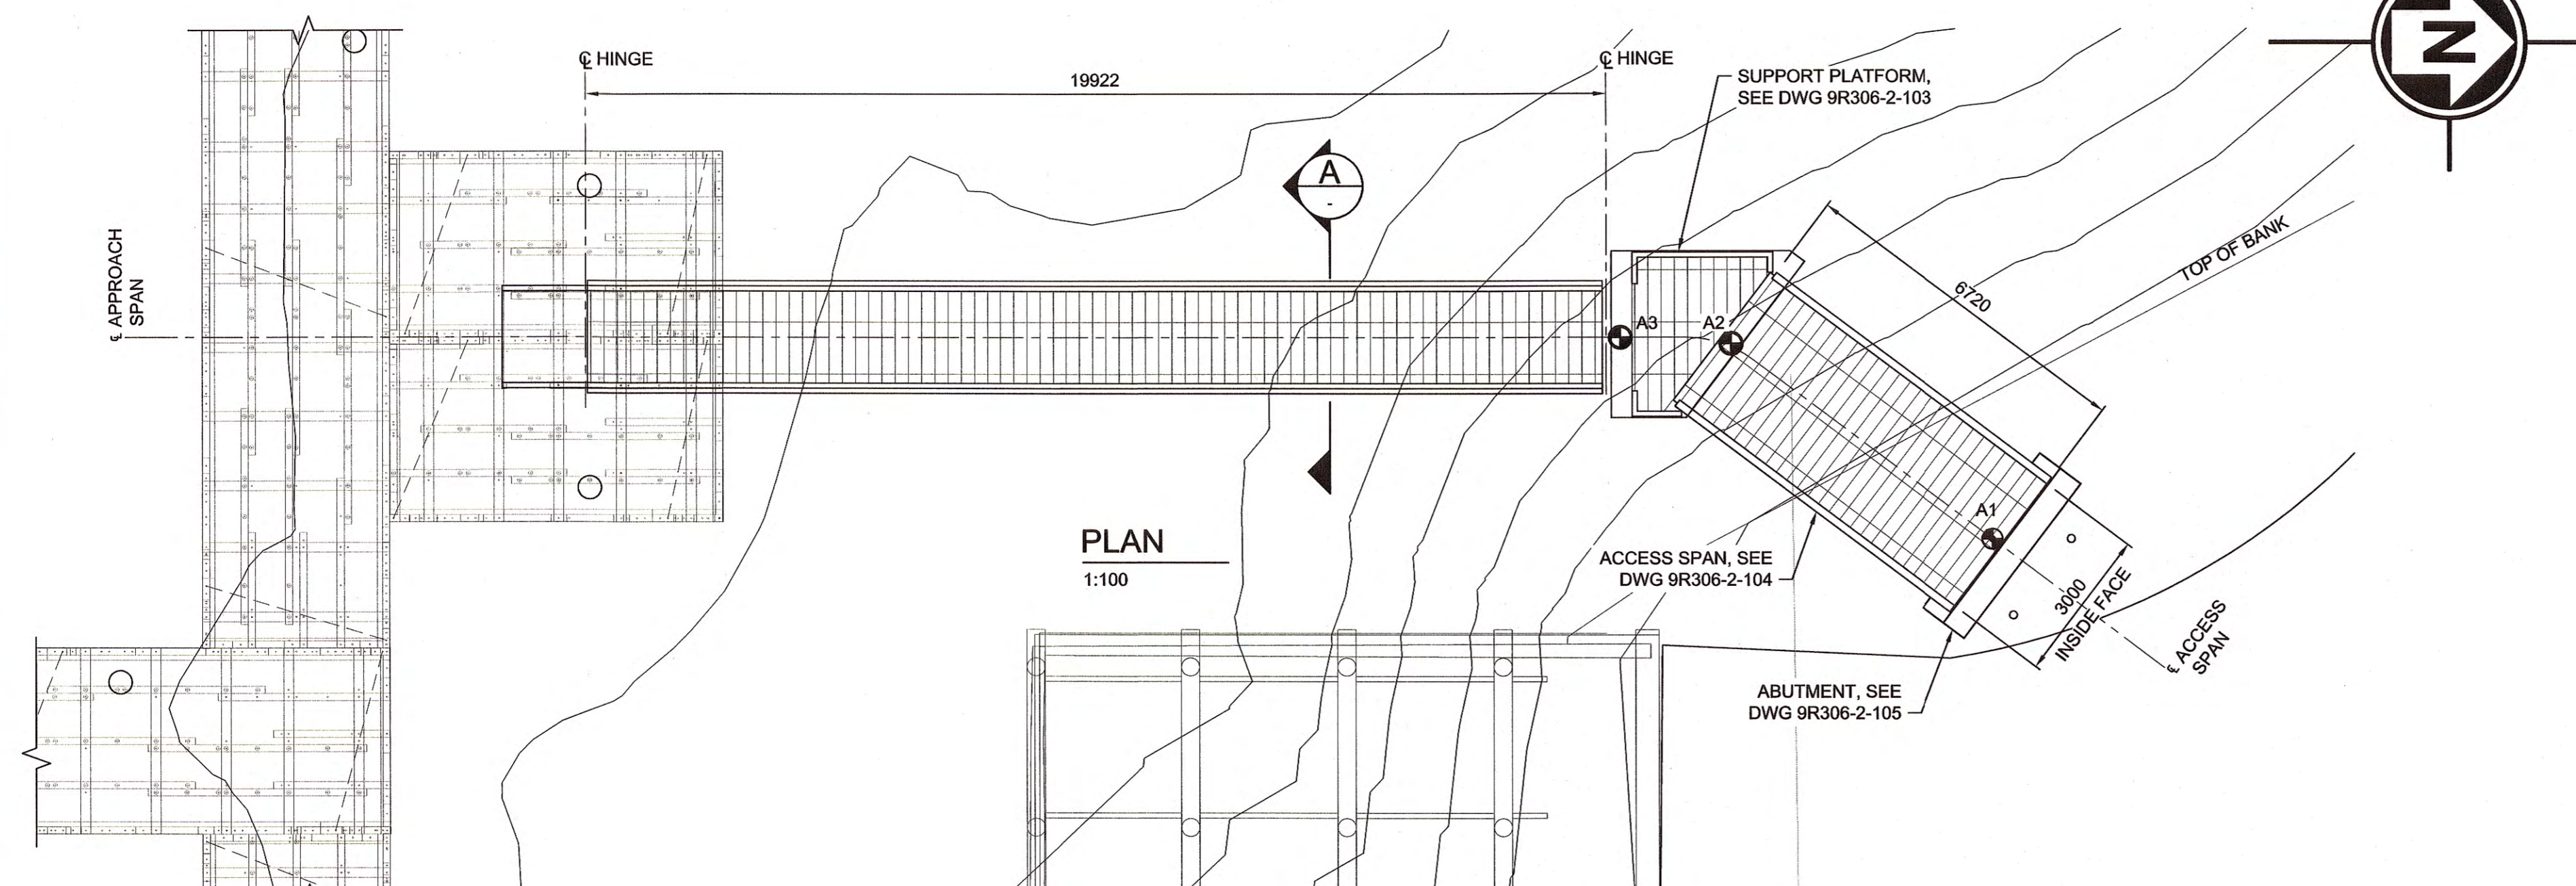 ℄ HINGE
19922
℄ HINGE
SUPPORT PLATFORM,
SEE DWG 9R306-2-103
N
A
-
℄ APPROACH
SPAN
TOP OF BANK
6720
A3
A2
A1
PLAN
1:100
ACCESS SPAN, SEE
DWG 9R306-2-104
3000
INSIDE FACE
℄ ACCESS
SPAN
ABUTMENT, SEE
DWG 9R306-2-105